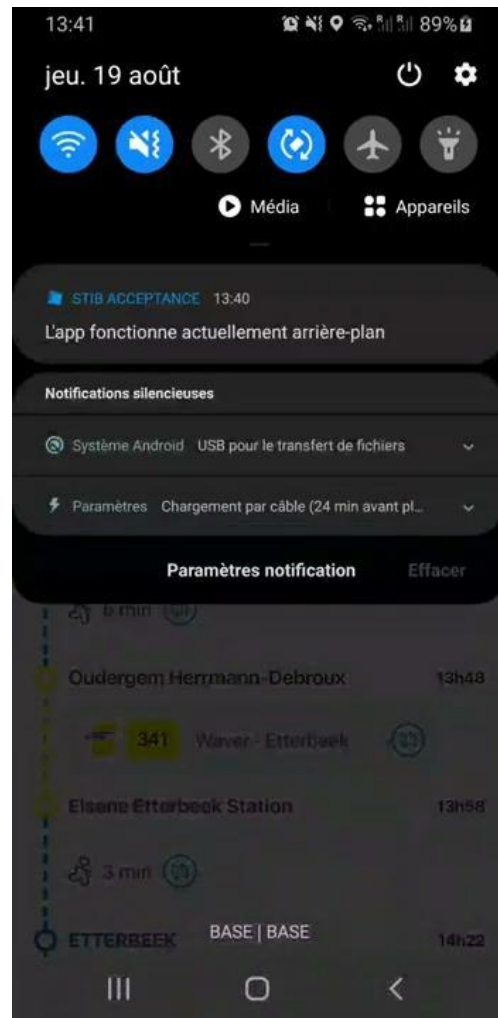 13:41 89%
jeu. 19 août
Média Appareils
STIB ACCEPTANCE 13:40
L'app fonctionne actuellement arrière-plan
Notifications silencieuses
Système Android USB pour le transfert de fichiers
Paramètres Chargement par câble (24 min avant pl…
Paramètres notification Effacer
6 min
Oudergem Herrmann-Debroux 13h48
341 Waver - Etterbeek
Elsene Etterbeek Station 13h58
3 min
ETTERBEEK 14h22
BASE | BASE